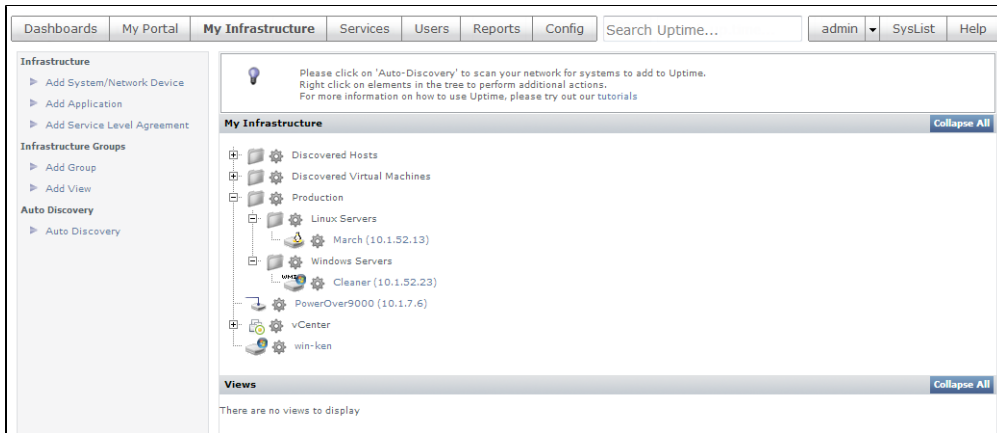 Dashboards My Portal My Infrastructure Services Users Reports Config Search Uptime... admin SysList Help
Infrastructure
Add System/Network Device
Add Application
Add Service Level Agreement
Infrastructure Groups
Add Group
Add View
Auto Discovery
Auto Discovery
Please click on 'Auto-Discovery' to scan your network for systems to add to Uptime.
Right click on elements in the tree to perform additional actions.
For more information on how to use Uptime, please try out our tutorials
My Infrastructure Collapse All
Discovered Hosts
Discovered Virtual Machines
Production
Linux Servers
March (10.1.52.13)
Windows Servers
WMI Cleaner (10.1.52.23)
PowerOver9000 (10.1.7.6)
vCenter
win-ken
Views Collapse All
There are no views to display